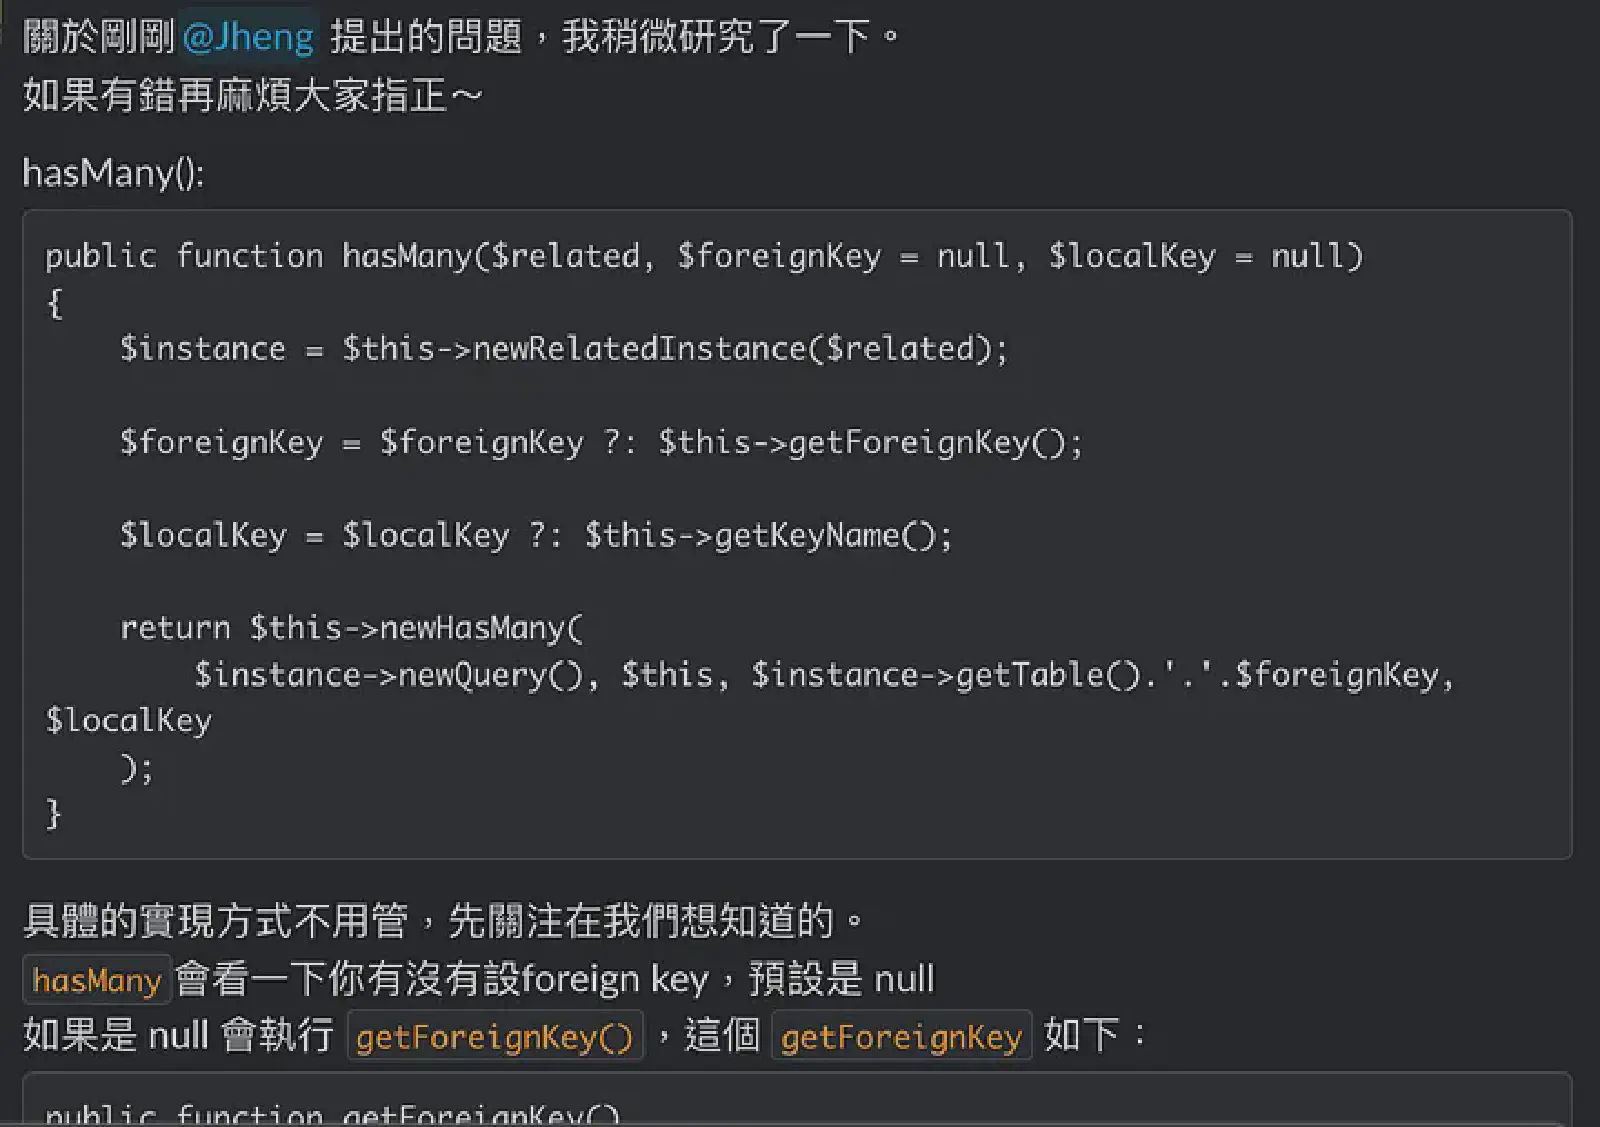 關於剛剛 @Jheng 提出的問題，我稍微研究了一下。
如果有錯再麻煩大家指正～
hasMany():
public function hasMany($related, $foreignKey = null, $localKey = null)
{
    $instance = $this->newRelatedInstance($related);
    $foreignKey = $foreignKey ?: $this->getForeignKey();
    $localKey = $localKey ?: $this->getKeyName();
    return $this->newHasMany(
        $instance->newQuery(), $this, $instance->getTable().'.'.$foreignKey,
$localKey
    );
}
具體的實現方式不用管，先關注在我們想知道的。
hasMany 會看一下你有沒有設foreign key，預設是 null
如果是 null 會執行 getForeignKey() ，這個 getForeignKey 如下：
public function getForeignKey()